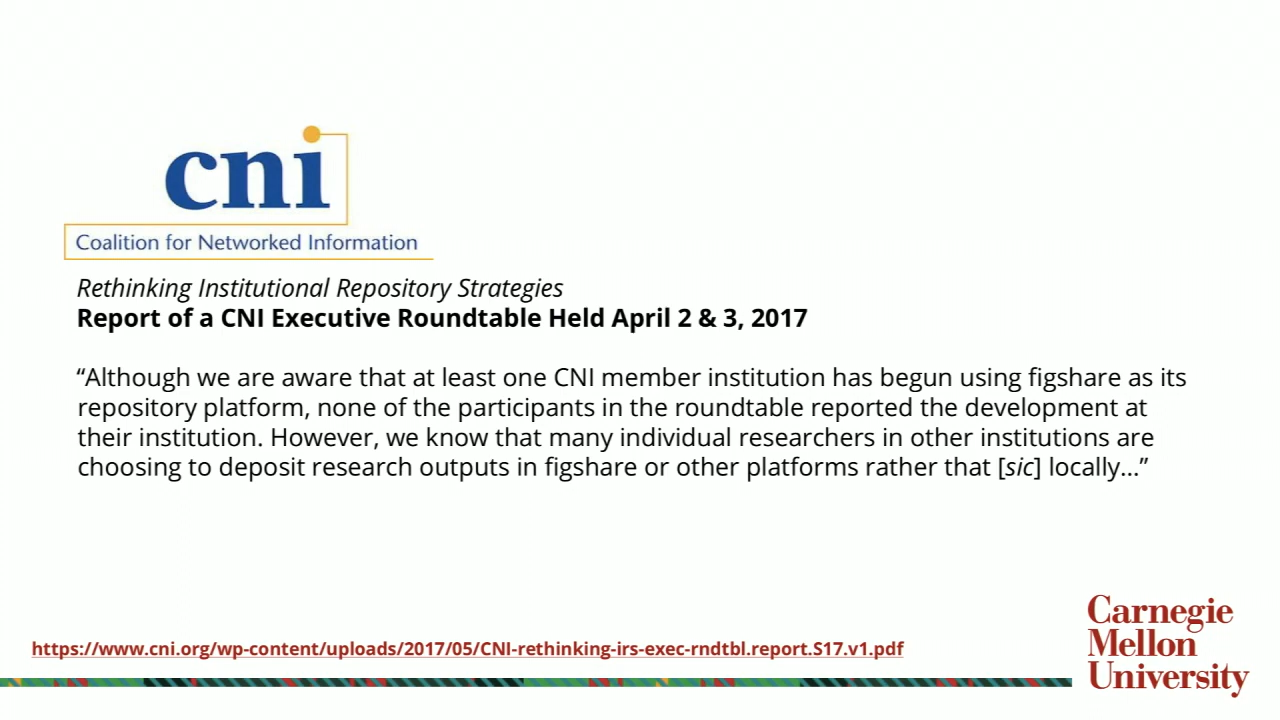 cni
Coalition for Networked Information
Rethinking Institutional Repository Strategies
Report of a CNI Executive Roundtable Held April 2 & 3, 2017
“Although we are aware that at least one CNI member institution has begun using figshare as its
repository platform, none of the participants in the roundtable reported the development at
their institution. However, we know that many individual researchers in other institutions are
choosing to deposit research outputs in figshare or other platforms rather that [sic] locally...”
https://www.cni.org/wp-content/uploads/2017/05/CNI-rethinking-irs-exec-rndtbl.report.S17.v1.pdf
Carnegie
Mellon
University